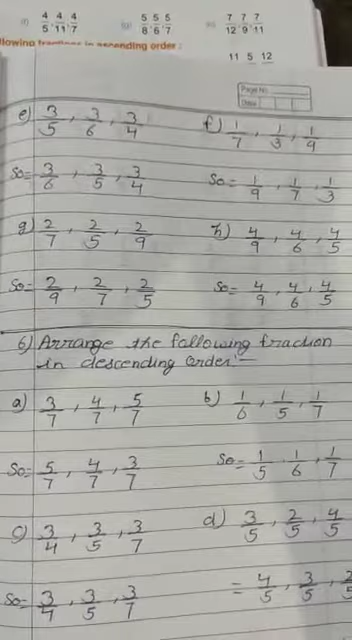 (f) 4/5, 4/11, 4/7 5/8, 5/6, 5/7 7/12, 7/9, 7/11
llowing fractions in ascending order :
11 5 12
Page No
Date
e) 3/5, 3/6, 3/4 f) 1/7, 1/3, 1/9
So= 3/6, 3/5, 3/4 So= 1/9, 1/7, 1/3
g) 2/7, 2/5, 2/9 h) 4/9, 4/6, 4/5
So= 2/9, 2/7, 2/5 So= 4/9, 4/6, 4/5
6) Arrange the following fraction
in descending order:-
a) 3/7, 4/7, 5/7 b) 1/6, 1/5, 1/7
So= 5/7, 4/7, 3/7 So= 1/5, 1/6, 1/7
c) 3/4, 3/5, 3/7 d) 3/5, 2/5, 4/5
So= 3/4, 3/5, 3/7 = 4/5, 3/5, 2/5